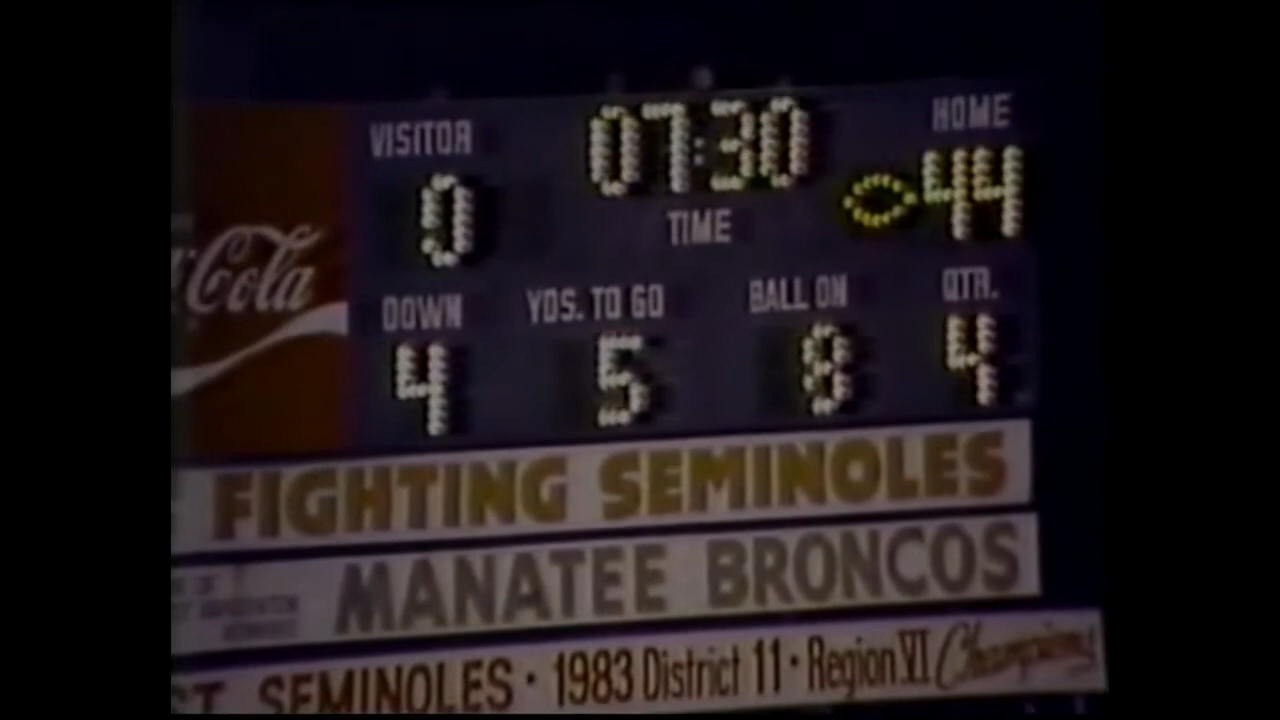 VISITOR 07:30 HOME
0 TIME 44
Cola
DOWN YDS. TO GO BALL ON QTR.
4 5 8 4
FIGHTING SEMINOLES
MANATEE BRONCOS
ST SEMINOLES · 1983 District 11 · Region VI Champions